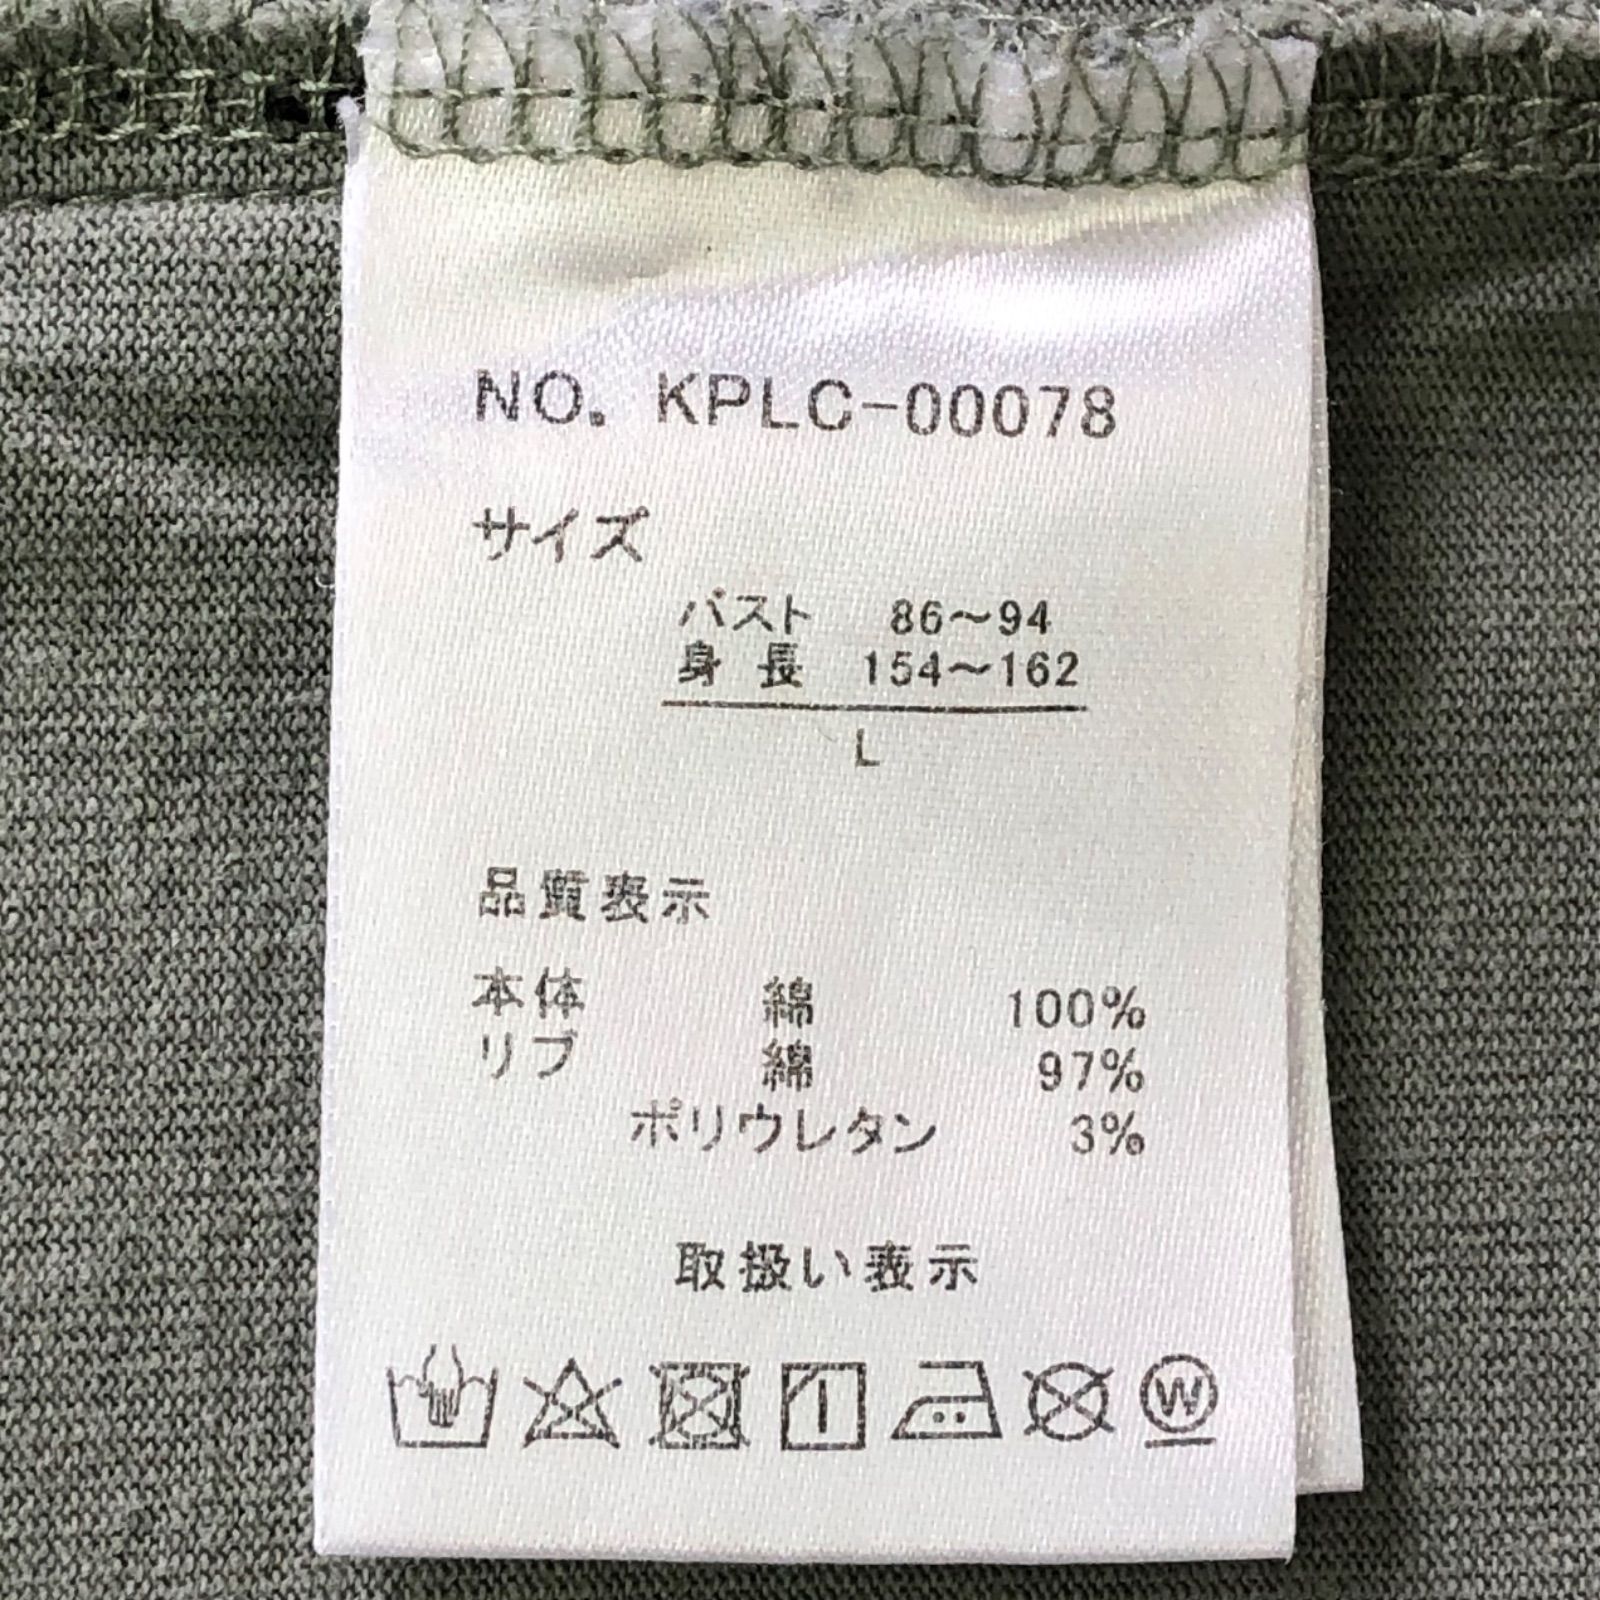 NO. KPLC-00078
サイズ
バスト 86～94
身長 154～162
L
品質表示
本体 綿 100%
リブ 綿 97%
ポリウレタン 3%
取扱い表示
W